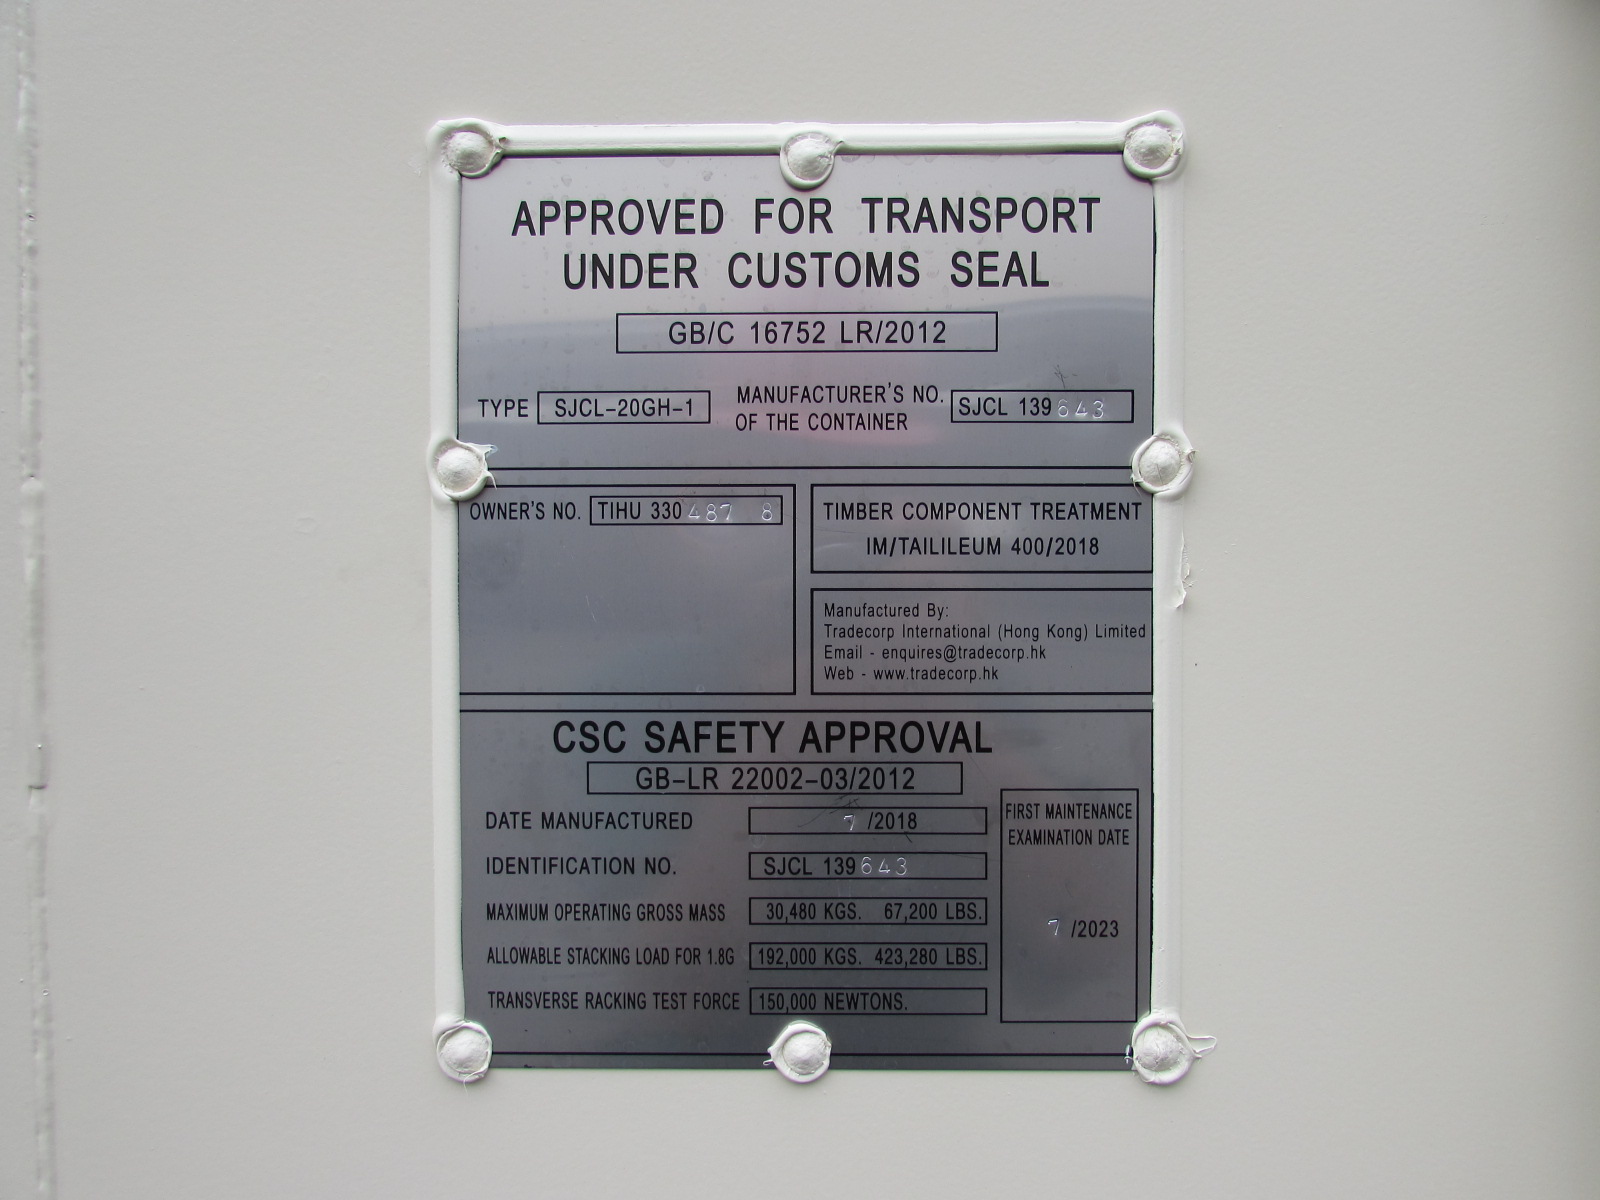 APPROVED FOR TRANSPORT
UNDER CUSTOMS SEAL
GB/C 16752 LR/2012
TYPE SJCL-20GH-1
MANUFACTURER'S NO.
OF THE CONTAINER
SJCL 139643
OWNER'S NO. TIHU 330487 8
TIMBER COMPONENT TREATMENT
IM/TAILILEUM 400/2018
Manufactured By:
Tradecorp International (Hong Kong) Limited
Email - enquires@tradecorp.hk
Web - www.tradecorp.hk
CSC SAFETY APPROVAL
GB-LR 22002-03/2012
DATE MANUFACTURED 7 /2018
IDENTIFICATION NO. SJCL 139643
MAXIMUM OPERATING GROSS MASS 30,480 KGS. 67,200 LBS.
ALLOWABLE STACKING LOAD FOR 1.8G 192,000 KGS. 423,280 LBS.
TRANSVERSE RACKING TEST FORCE 150,000 NEWTONS.
FIRST MAINTENANCE
EXAMINATION DATE
7 /2023